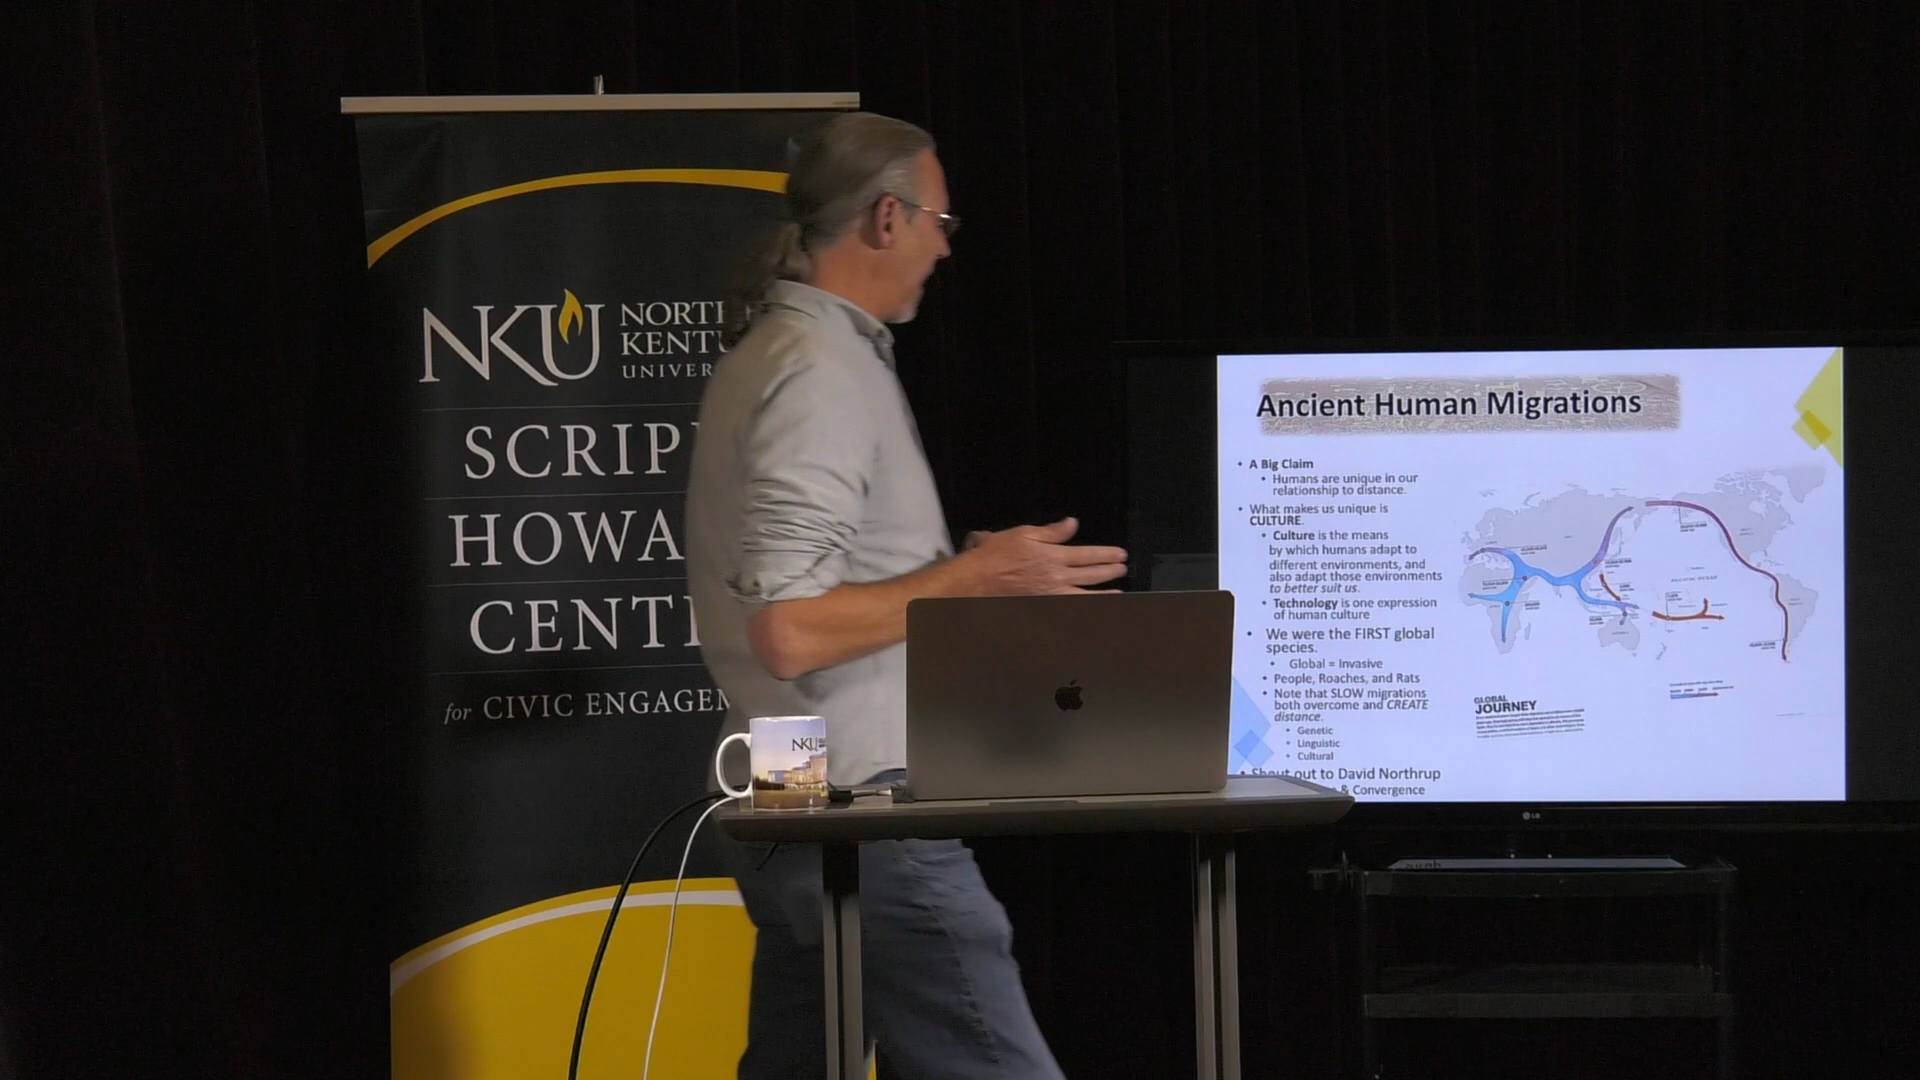 NKU
NORTH
KENTU
UNIVER
SCRIP
HOWA
CENT
for CIVIC ENGAGEM
NKU
Ancient Human Migrations
• A Big Claim
• Humans are unique in our
relationship to distance.
• What makes us unique is
CULTURE.
• Culture is the means
by which humans adapt to
different environments, and
also adapt those environments
to better suit us.
• Technology is one expression
of human culture
• We were the FIRST global
species.
• Global = Invasive
• People, Roaches, and Rats
• Note that SLOW migrations
both overcome and CREATE
distance.
• Genetic
• Linguistic
• Cultural
• Shout out to David Northrup
& Convergence
PACIFIC OCEAN
GLOBAL
JOURNEY
LG